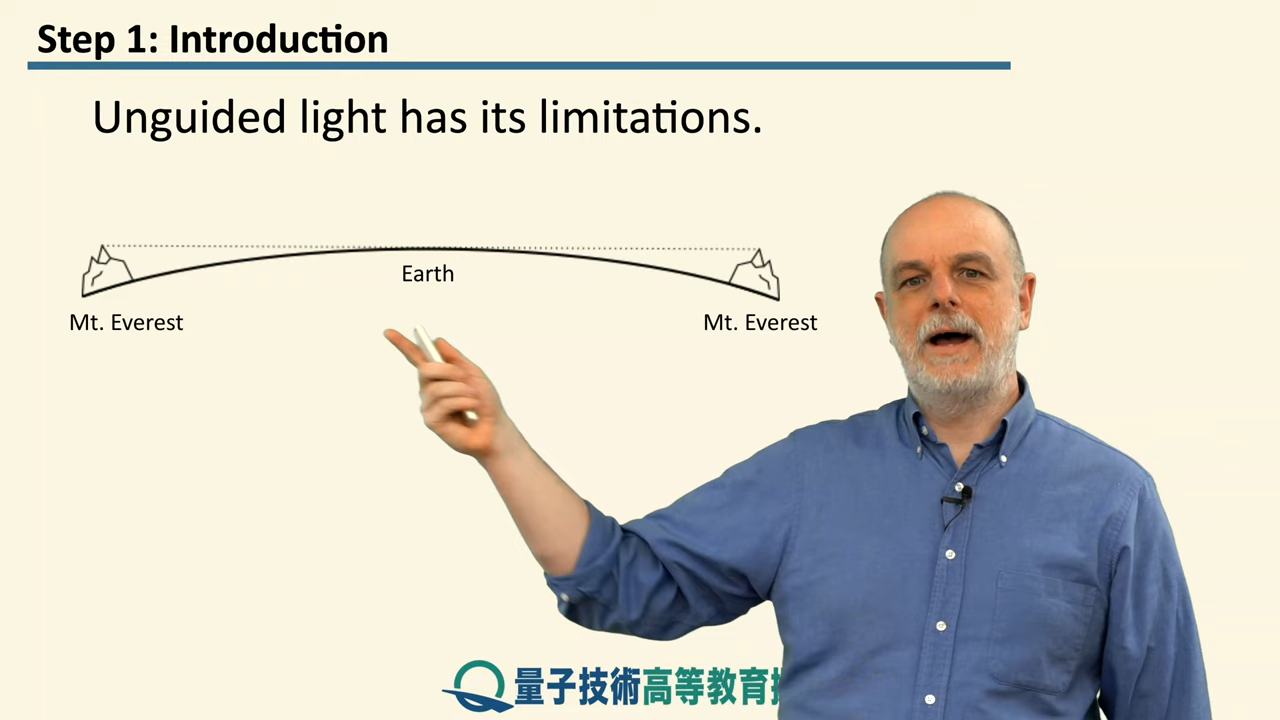 Step 1: Introduction
Unguided light has its limitations.
Earth
Mt. Everest
Mt. Everest
量子技術高等教育